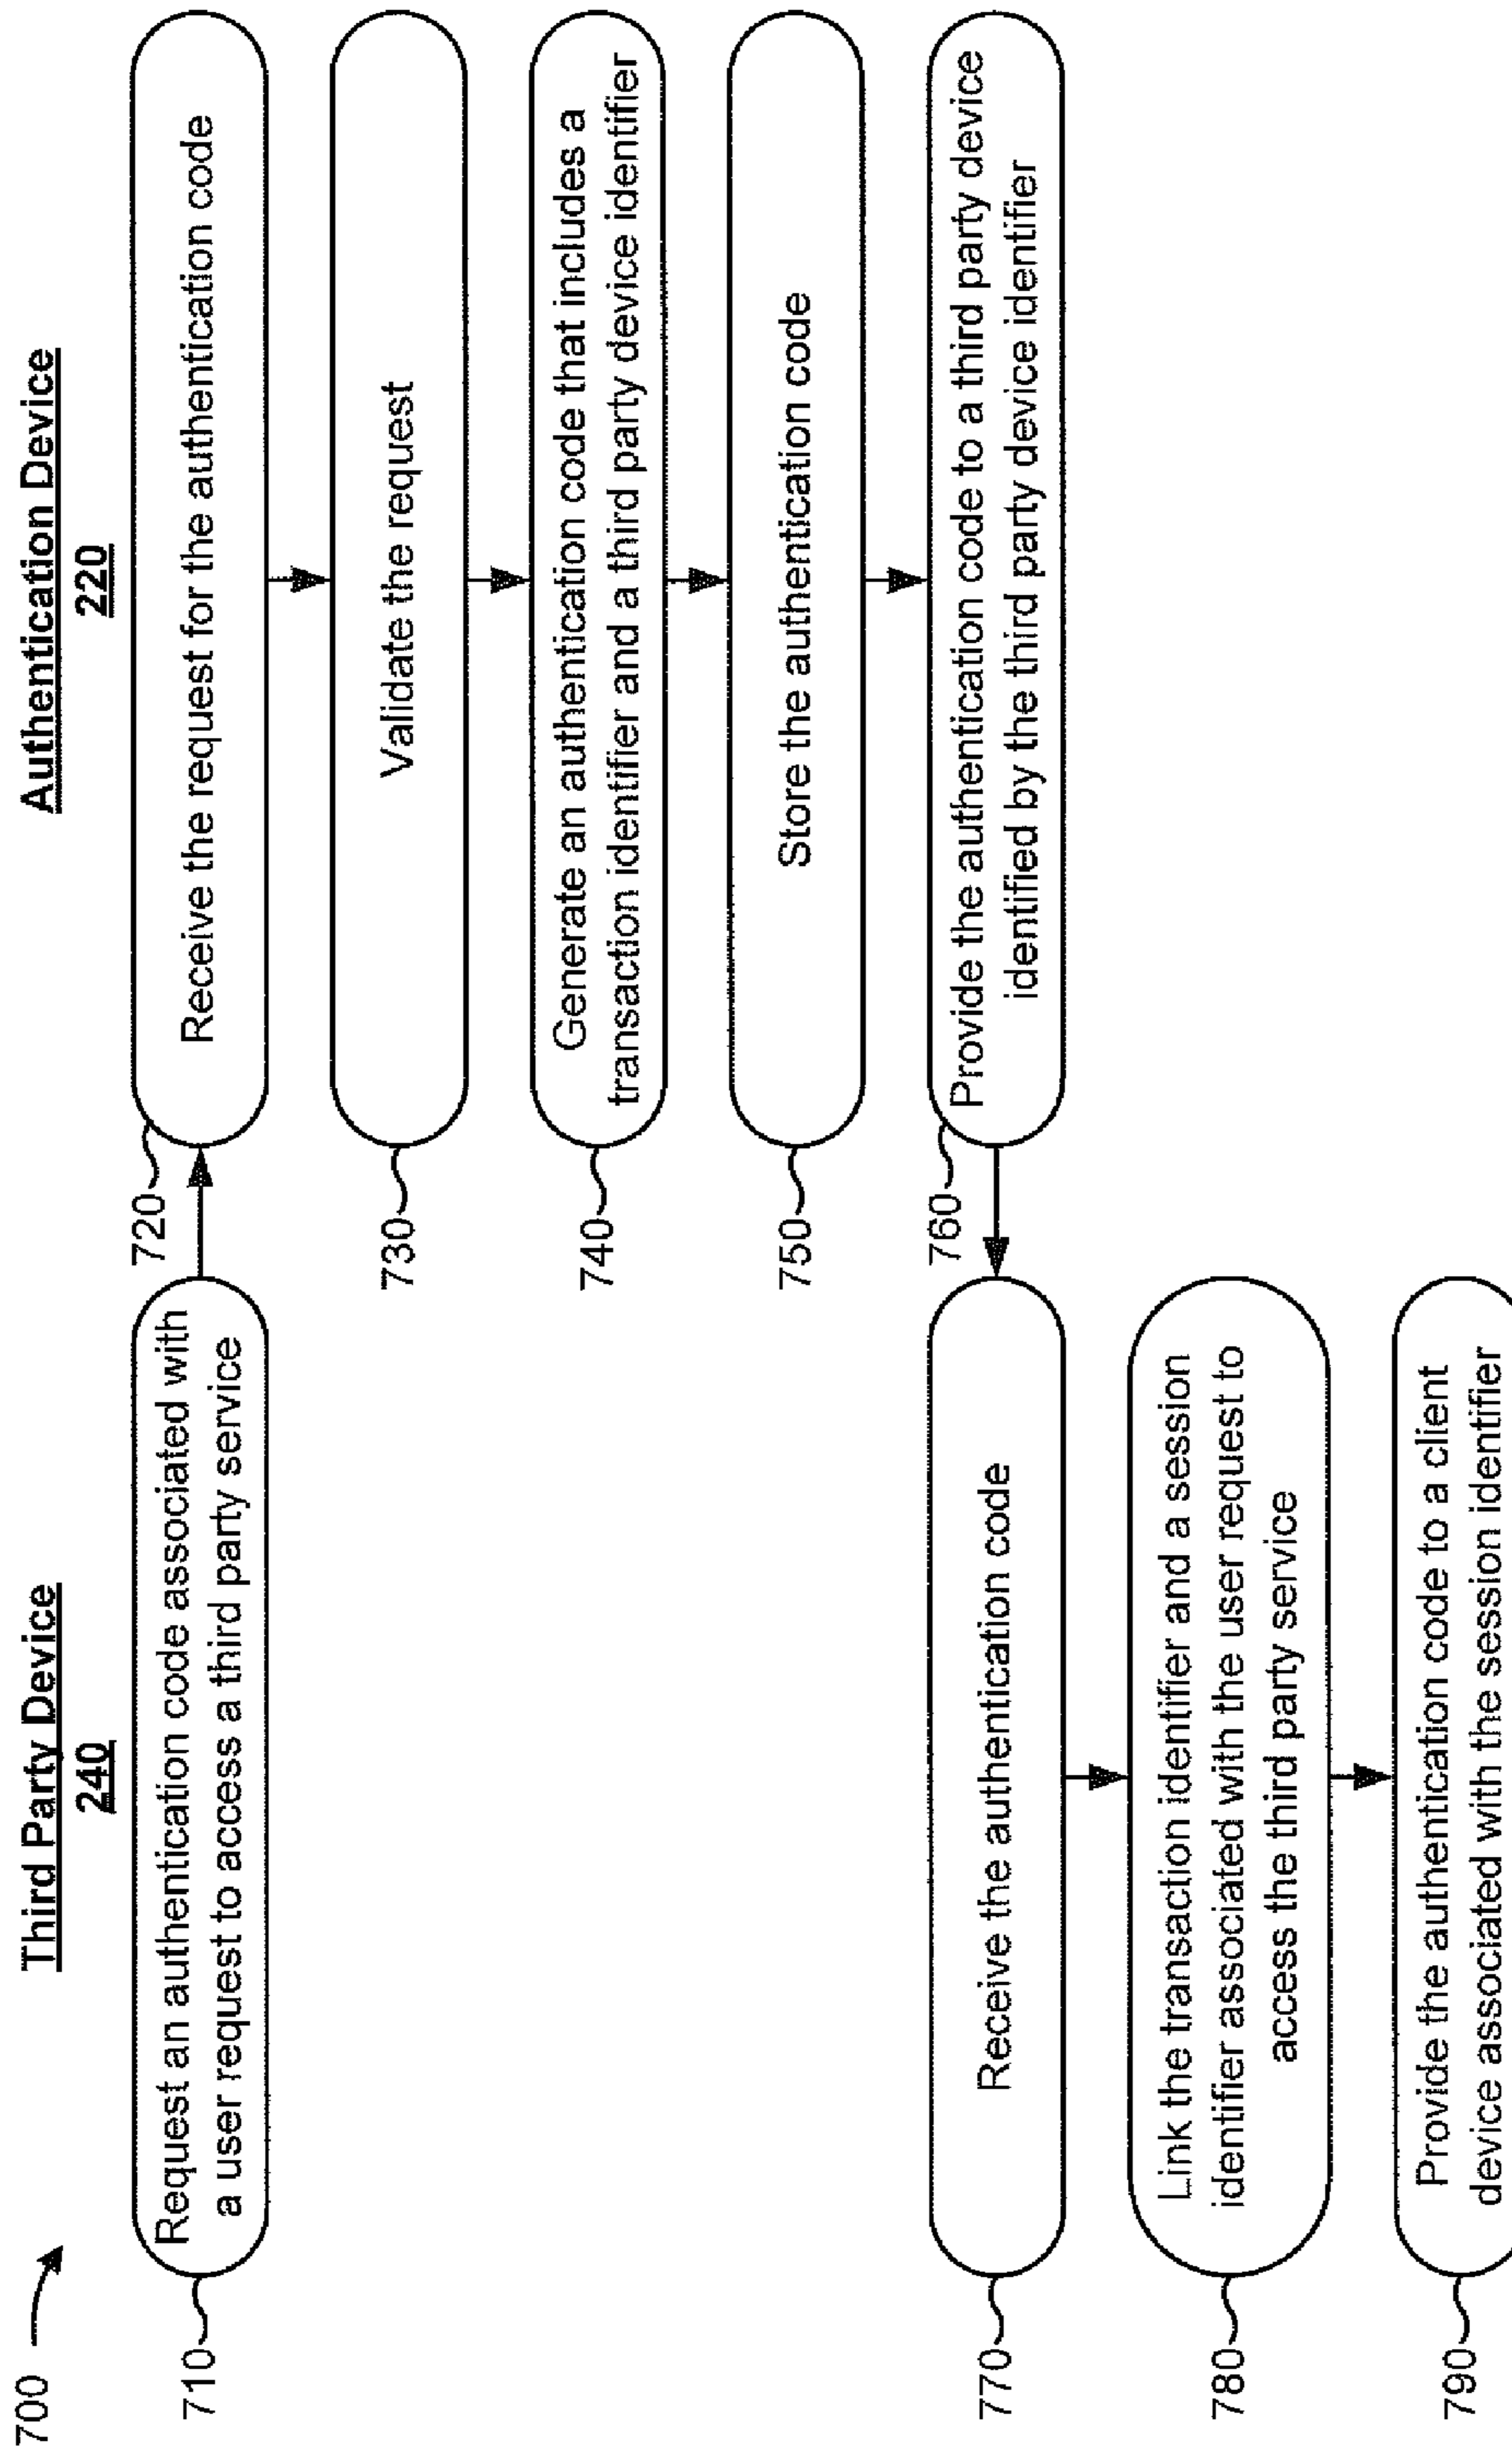 700
Third Party Device
240
Authentication Device
220
710
Request an authentication code associated with
a user request to access a third party service
720
Receive the request for the authentication code
730
Validate the request
740
Generate an authentication code that includes a
transaction identifier and a third party device identifier
750
Store the authentication code
760
Provide the authentication code to a third party device
identified by the third party device identifier
770
Receive the authentication code
780
Link the transaction identifier and a session
identifier associated with the user request to
access the third party service
790
Provide the authentication code to a client
device associated with the session identifier